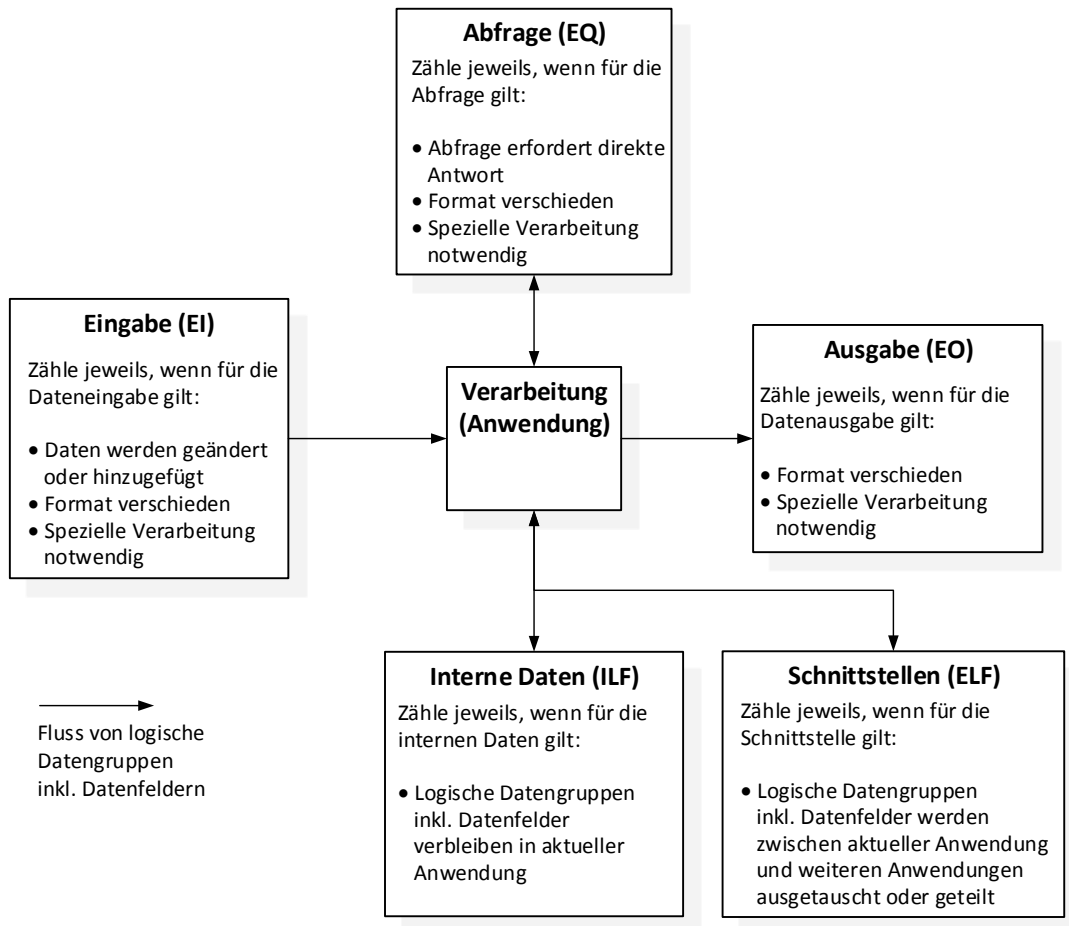 Abfrage (EQ)
Zähle jeweils, wenn für die
Abfrage gilt:
• Abfrage erfordert direkte
Antwort
• Format verschieden
• Spezielle Verarbeitung
notwendig
Eingabe (EI)
Zähle jeweils, wenn für die
Dateneingabe gilt:
• Daten werden geändert
oder hinzugefügt
• Format verschieden
• Spezielle Verarbeitung
notwendig
Verarbeitung
(Anwendung)
Ausgabe (EO)
Zähle jeweils, wenn für die
Datenausgabe gilt:
• Format verschieden
• Spezielle Verarbeitung
notwendig
Fluss von logische
Datengruppen
inkl. Datenfeldern
Interne Daten (ILF)
Zähle jeweils, wenn für die
internen Daten gilt:
• Logische Datengruppen
inkl. Datenfelder
verbleiben in aktueller
Anwendung
Schnittstellen (ELF)
Zähle jeweils, wenn für die
Schnittstelle gilt:
• Logische Datengruppen
inkl. Datenfelder werden
zwischen aktueller Anwendung
und weiteren Anwendungen
ausgetauscht oder geteilt